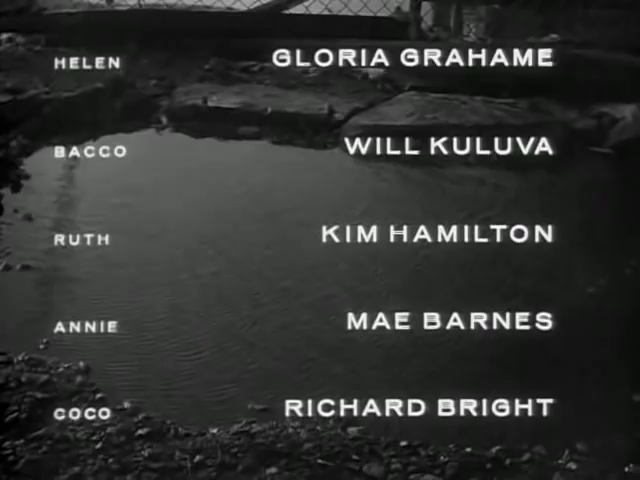 HELEN GLORIA GRAHAME
BACCO WILL KULUVA
RUTH KIM HAMILTON
ANNIE MAE BARNES
COCO RICHARD BRIGHT